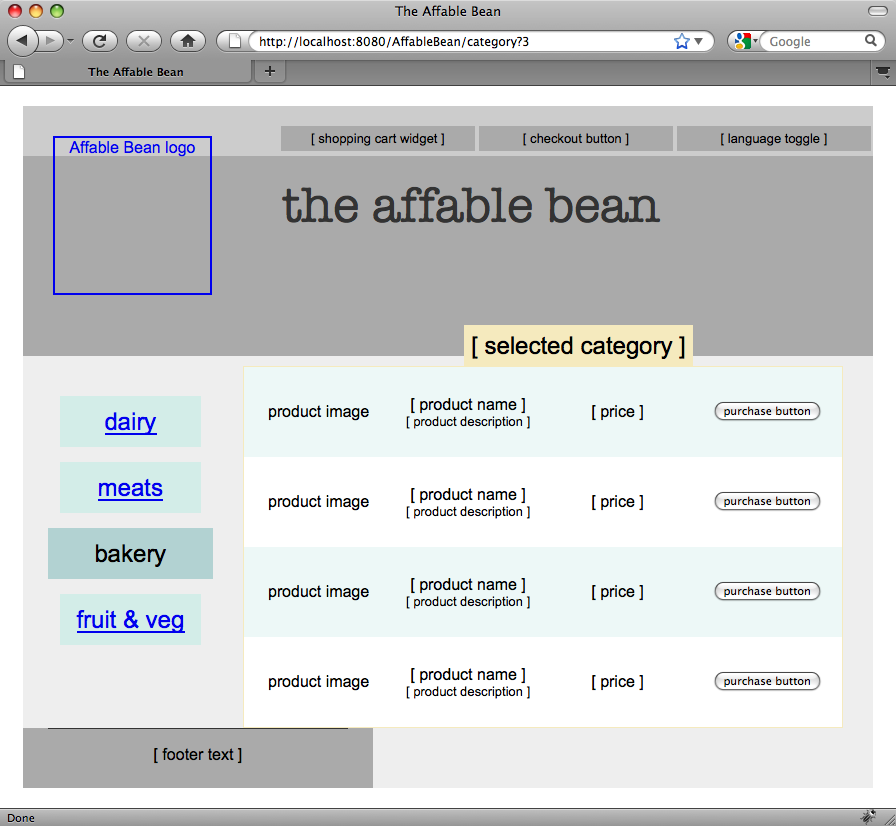 The Affable Bean
http://localhost:8080/AffableBean/category?3
Google
The Affable Bean
Affable Bean logo
[ shopping cart widget ]
[ checkout button ]
[ language toggle ]
the affable bean
[ selected category ]
dairy
meats
bakery
fruit & veg
product image
[ product name ]
[ product description ]
[ price ]
purchase button
product image
[ product name ]
[ product description ]
[ price ]
purchase button
product image
[ product name ]
[ product description ]
[ price ]
purchase button
product image
[ product name ]
[ product description ]
[ price ]
purchase button
[ footer text ]
Done